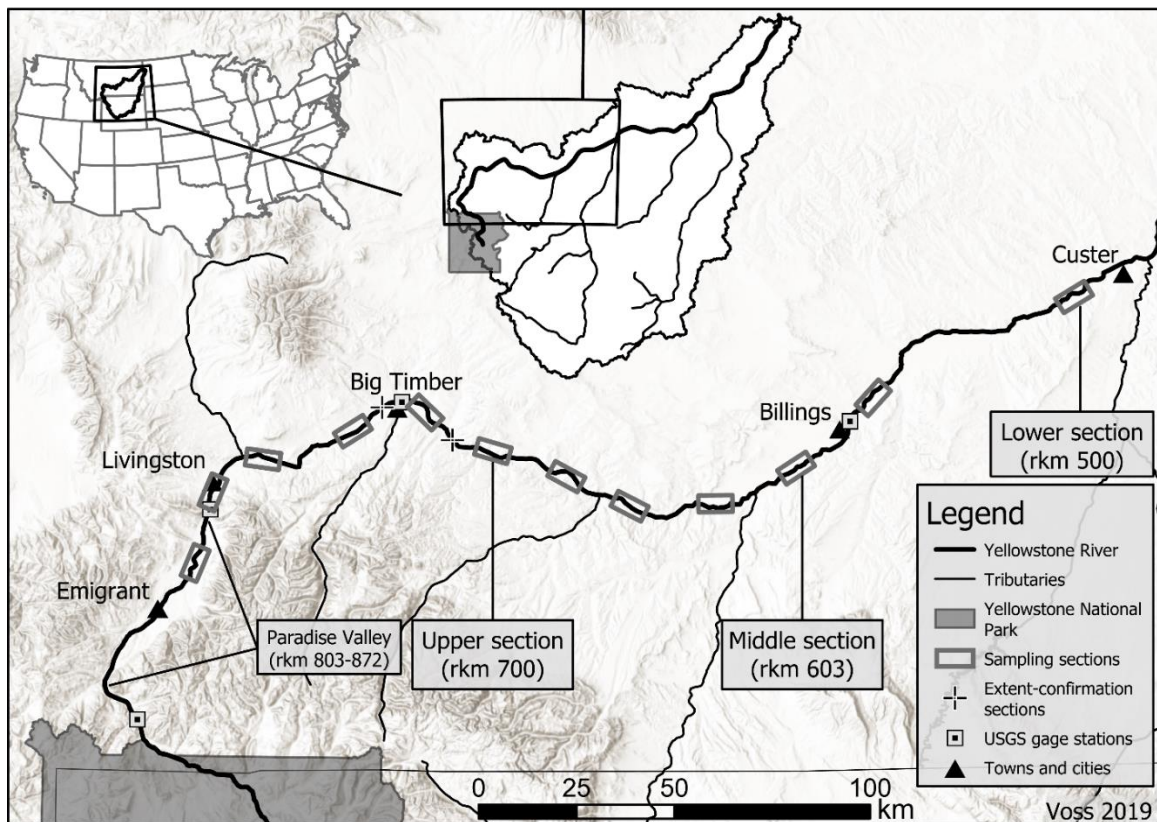 Custer
Big Timber
Billings
Livingston
Lower section
(rkm 500)
Emigrant
Paradise Valley
(rkm 803-872)
Upper section
(rkm 700)
Middle section
(rkm 603)
Legend
Yellowstone River
Tributaries
Yellowstone National
Park
Sampling sections
Extent-confirmation
sections
USGS gage stations
Towns and cities
0 25 50 100
km
Voss 2019